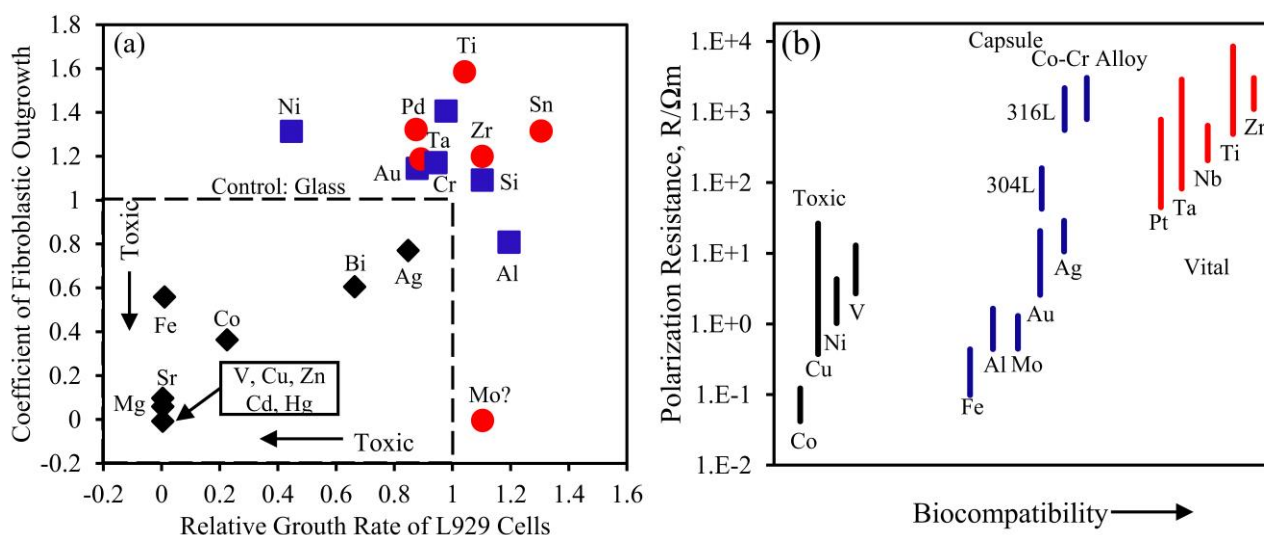 (a)
Coefficient of Fibroblastic Outgrowth
1.8
1.6
1.4
1.2
1
0.8
0.6
0.4
0.2
0
-0.2
Ti
Ni
Pd
Sn
Ta
Zr
Au
Cr
Si
Control: Glass
Toxic
Al
Bi
Ag
Fe
Co
Sr
Mg
V, Cu, Zn
Cd, Hg
Mo?
Toxic
-0.2 0 0.2 0.4 0.6 0.8 1 1.2 1.4 1.6
Relative Grouth Rate of L929 Cells
(b)
Polarization Resistance, R/Ωm
1.E+4
1.E+3
1.E+2
1.E+1
1.E+0
1.E-1
1.E-2
Capsule
Co-Cr Alloy
316L
304L
Toxic
Zr
Ti
Nb
Ta
Pt
Vital
Ag
Au
V
Ni
Cu
Al Mo
Fe
Co
Biocompatibility